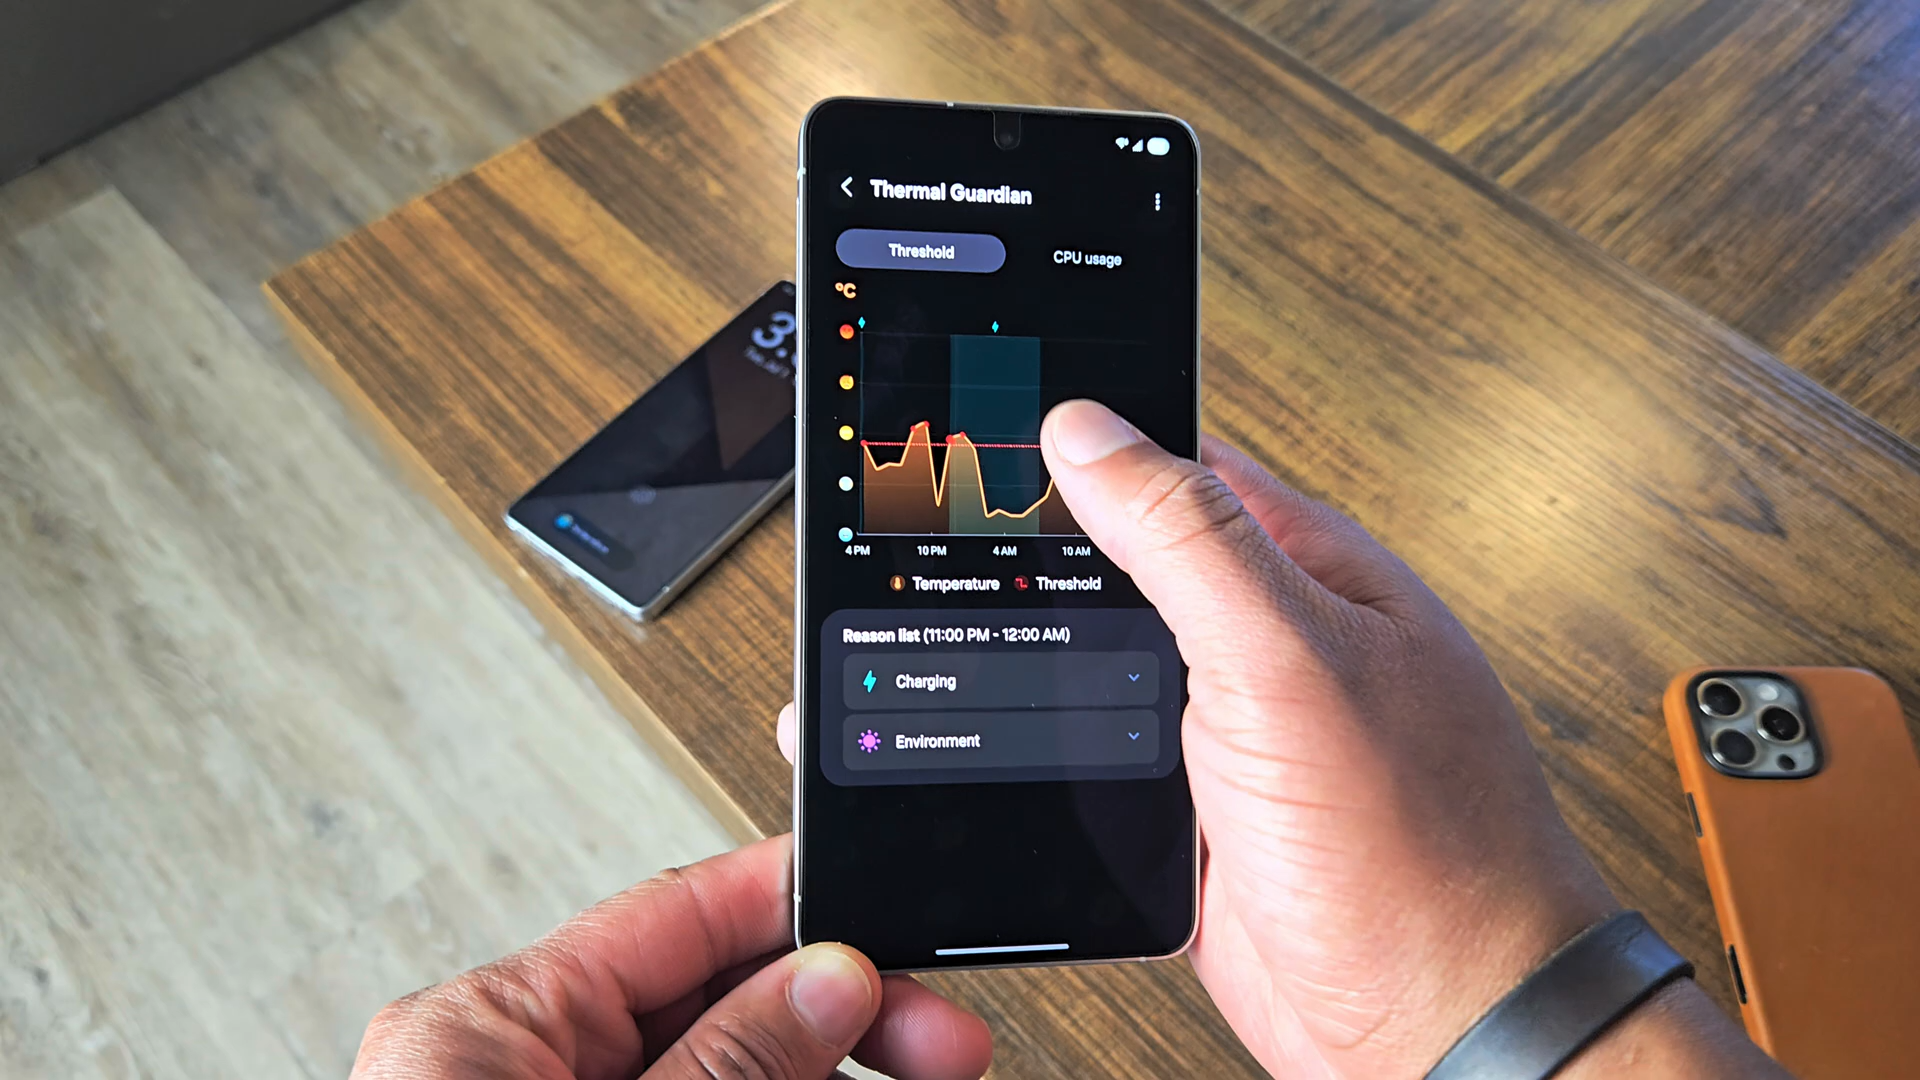 Thermal Guardian
Threshold
CPU usage
°C
4 PM 10 PM 4 AM 10 AM
Temperature Threshold
Reason list (11:00 PM - 12:00 AM)
Charging
Environment
3: